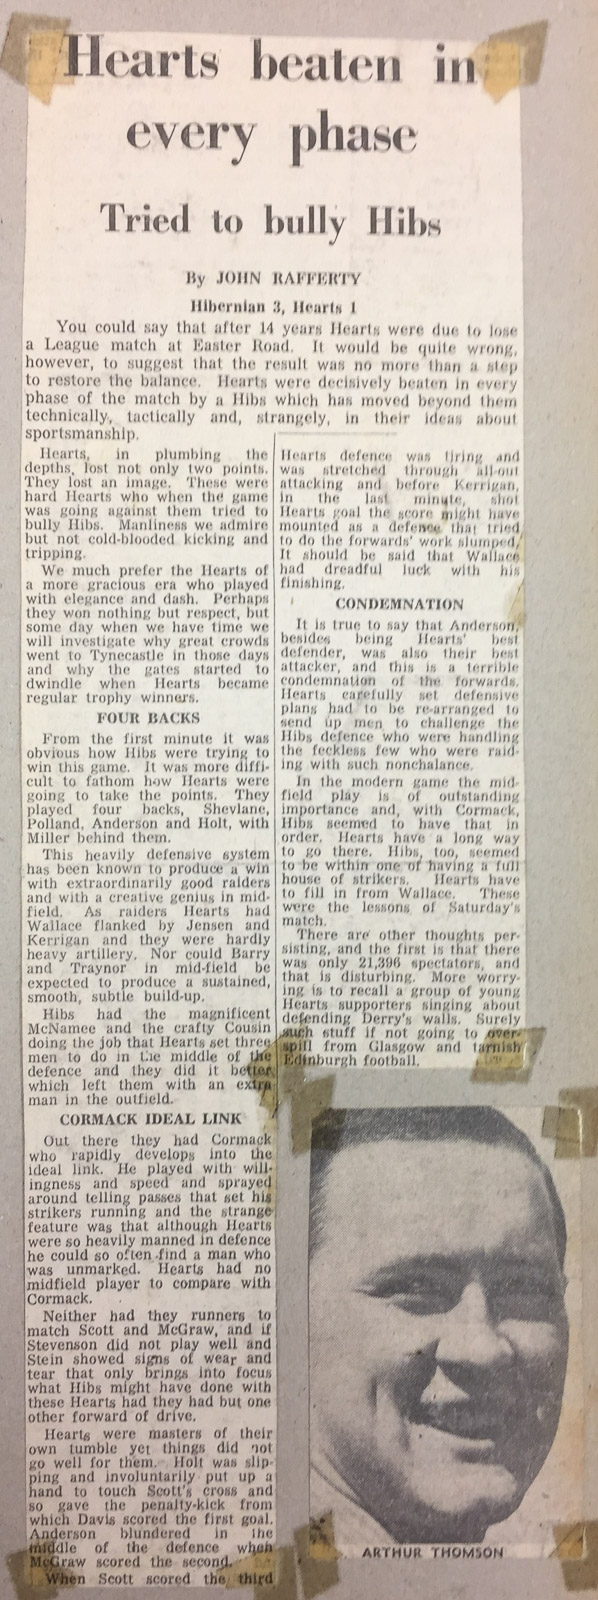 Hearts beaten in
every phase
Tried to bully Hibs
By JOHN RAFFERTY
Hibernian 3, Hearts 1
You could say that after 14 years Hearts were due to lose
a League match at Easter Road. It would be quite wrong,
however, to suggest that the result was no more than a step
to restore the balance. Hearts were decisively beaten in every
phase of the match by a Hibs which has moved beyond them
technically, tactically and, strangely, in their ideas about
sportsmanship.
Hearts, in plumbing the
depths, lost not only two points.
They lost an image. These were
hard Hearts who when the game
was going against them tried to
bully Hibs. Manliness we admire
but not cold-blooded kicking and
tripping.
We much prefer the Hearts of
a more gracious era who played
with elegance and dash. Perhaps
they won nothing but respect, but
some day when we have time we
will investigate why great crowds
went to Tynecastle in those days
and why the gates started to
dwindle when Hearts became
regular trophy winners.
FOUR BACKS
From the first minute it was
obvious how Hibs were trying to
win this game. It was more diffi-
cult to fathom how Hearts were
going to take the points. They
played four backs, Shevlane,
Polland, Anderson and Holt, with
Miller behind them.
This heavily defensive system
has been known to produce a win
with extraordinarily good raiders
and with a creative genius in mid-
field. As raiders Hearts had
Wallace flanked by Jensen and
Kerrigan and they were hardly
heavy artillery. Nor could Barry
and Traynor in mid-field be
expected to produce a sustained,
smooth, subtle build-up.
Hibs had the magnificent
McNamee and the crafty Cousin
doing the job that Hearts set three
men to do in the middle of the
defence and they did it better
which left them with an extra
man in the outfield.
CORMACK IDEAL LINK
Out there they had Cormack
who rapidly develops into the
ideal link. He played with will-
ingness and speed and sprayed
around telling passes that set his
strikers running and the strange
feature was that although Hearts
were so heavily manned in defence
he could so often find a man who
was unmarked. Hearts had no
midfield player to compare with
Cormack.
Neither had they runners to
match Scott and McGraw, and if
Stevenson did not play well and
Stein showed signs of wear and
tear that only brings into focus
what Hibs might have done with
these Hearts had they had but one
other forward of drive.
Hearts were masters of their
own tumble yet things did not
go well for them. Holt was slip-
ping and involuntarily put up a
hand to touch Scott's cross and
so gave the penalty-kick from
which Davis scored the first goal.
Anderson blundered in the
middle of the defence when
McGraw scored the second.
When Scott scored the third
Hearts defence was tiring and
was stretched through all-out
attacking and before Kerrigan,
in the last minute, shot
Hearts goal the score might have
mounted as a defence that tried
to do the forwards' work slumped,
It should be said that Wallace
had dreadful luck with his
finishing.
CONDEMNATION
It is true to say that Anderson,
besides being Hearts' best
defender, was also their best
attacker, and this is a terrible
condemnation of the forwards.
Hearts carefully set defensive
plans had to be re-arranged to
send up men to challenge the
Hibs defence who were handling
the feckless few who were raid-
ing with such nonchalance.
In the modern game the mid-
field play is of outstanding
importance and, with Cormack,
Hibs seemed to have that in
order. Hearts have a long way
to go there. Hibs, too, seemed
to be within one of having a full
house of strikers. Hearts have
to fill in from Wallace. These
were the lessons of Saturday's
match.
There are other thoughts per-
sisting, and the first is that there
was only 21,396 spectators, and
that is disturbing. More worry-
ing is to recall a group of young
Hearts supporters singing about
defending Derry's walls. Surely
such stuff if not going to over-
spill from Glasgow and tarnish
Edinburgh football.
ARTHUR THOMSON